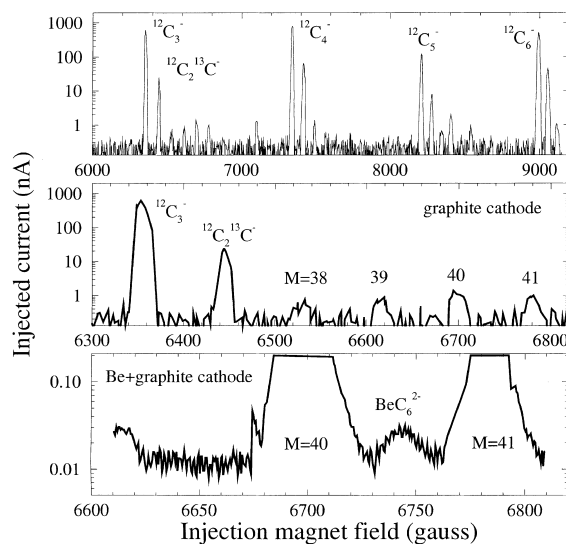 1000
100
10
1
¹²C₃⁻
¹²C₂¹³C⁻
¹²C₄⁻
¹²C₅⁻
¹²C₆⁻
6000 7000 8000 9000
Injected current (nA)
1000
100
10
1
¹²C₃⁻
¹²C₂¹³C⁻
graphite cathode
M=38
39
40
41
6300 6400 6500 6600 6700 6800
0.10
0.01
Be+graphite cathode
BeC₆²⁻
M=40
M=41
6600 6650 6700 6750 6800
Injection magnet field (gauss)